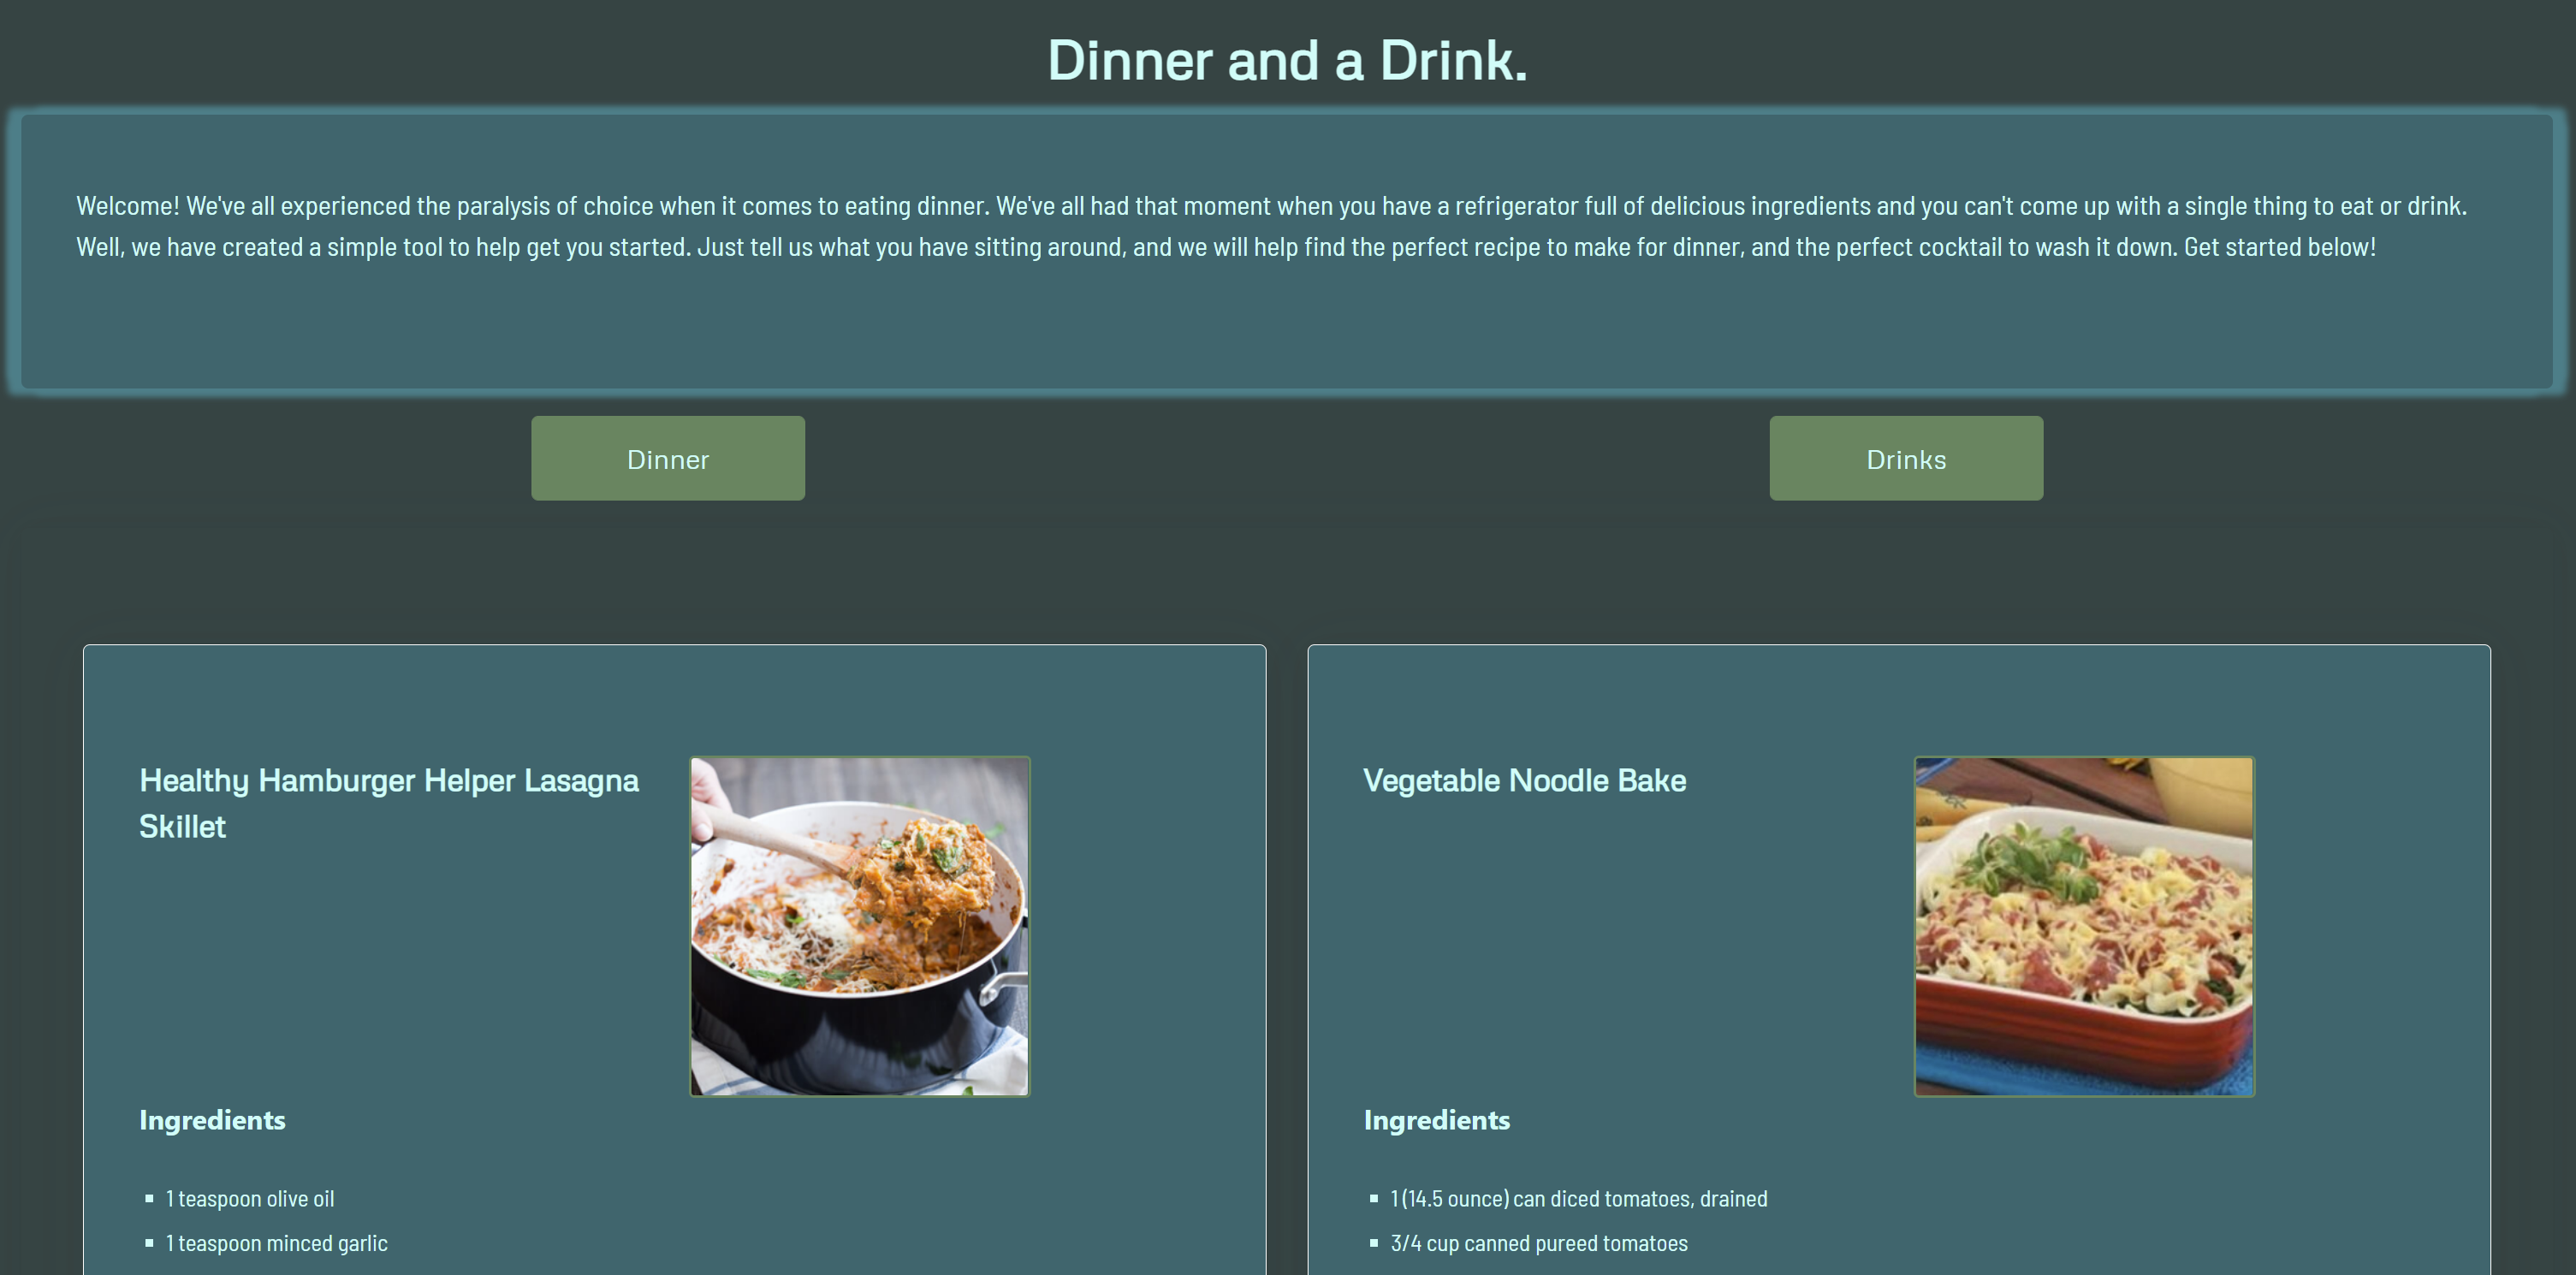 Dinner and a Drink.
Welcome! We've all experienced the paralysis of choice when it comes to eating dinner. We've all had that moment when you have a refrigerator full of delicious ingredients and you can't come up with a single thing to eat or drink.
Well, we have created a simple tool to help get you started. Just tell us what you have sitting around, and we will help find the perfect recipe to make for dinner, and the perfect cocktail to wash it down. Get started below!
Dinner
Drinks
Healthy Hamburger Helper Lasagna
Skillet
Ingredients
1 teaspoon olive oil
1 teaspoon minced garlic
Vegetable Noodle Bake
Ingredients
1 (14.5 ounce) can diced tomatoes, drained
3/4 cup canned pureed tomatoes